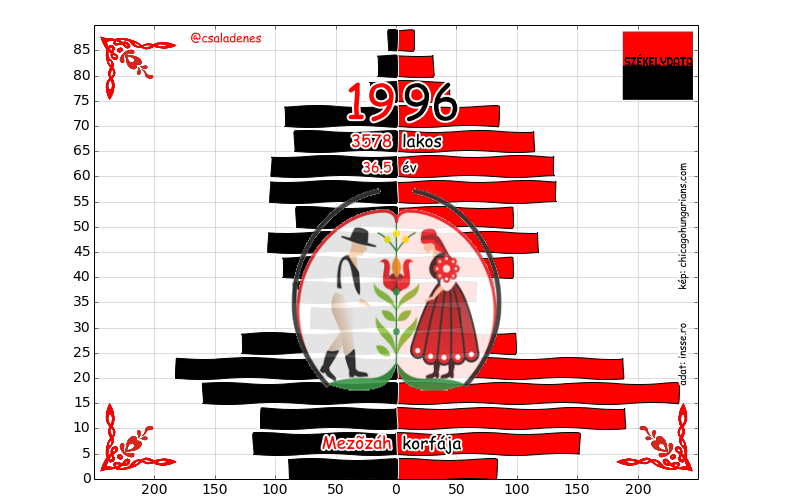 @csaladenes
SZÉKELYDATA
1996
3578 lakos
36.5 év
Mezõzáh korfája
kép: chicagohungarians.com
adat: insse.ro
85
80
75
70
65
60
55
50
45
40
35
30
25
20
15
10
5
0
200 150 100 50 0 50 100 150 200